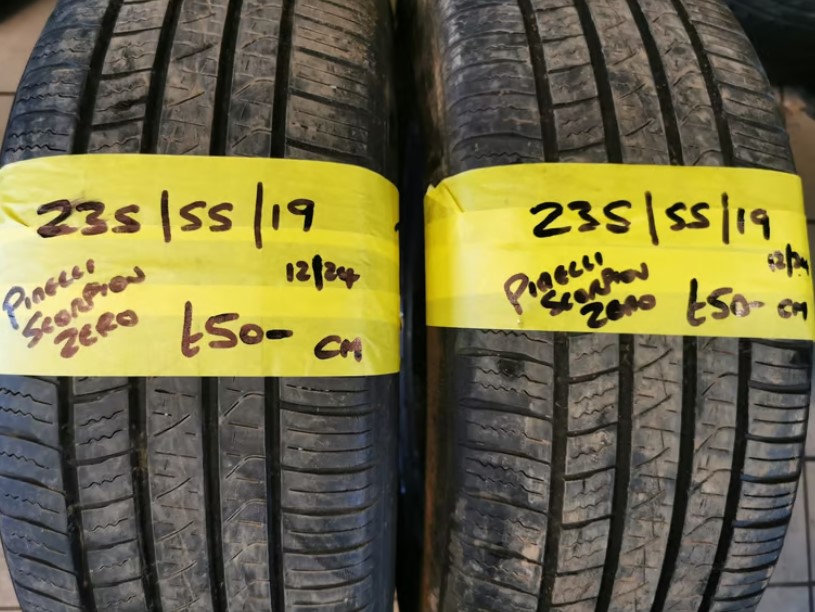 235/55/19
12/24
PIRELLI
SCORPION
ZERO
£50-
CM
235/55/19
12/24
PIRELLI
SCORPION
ZERO
£50-
CM